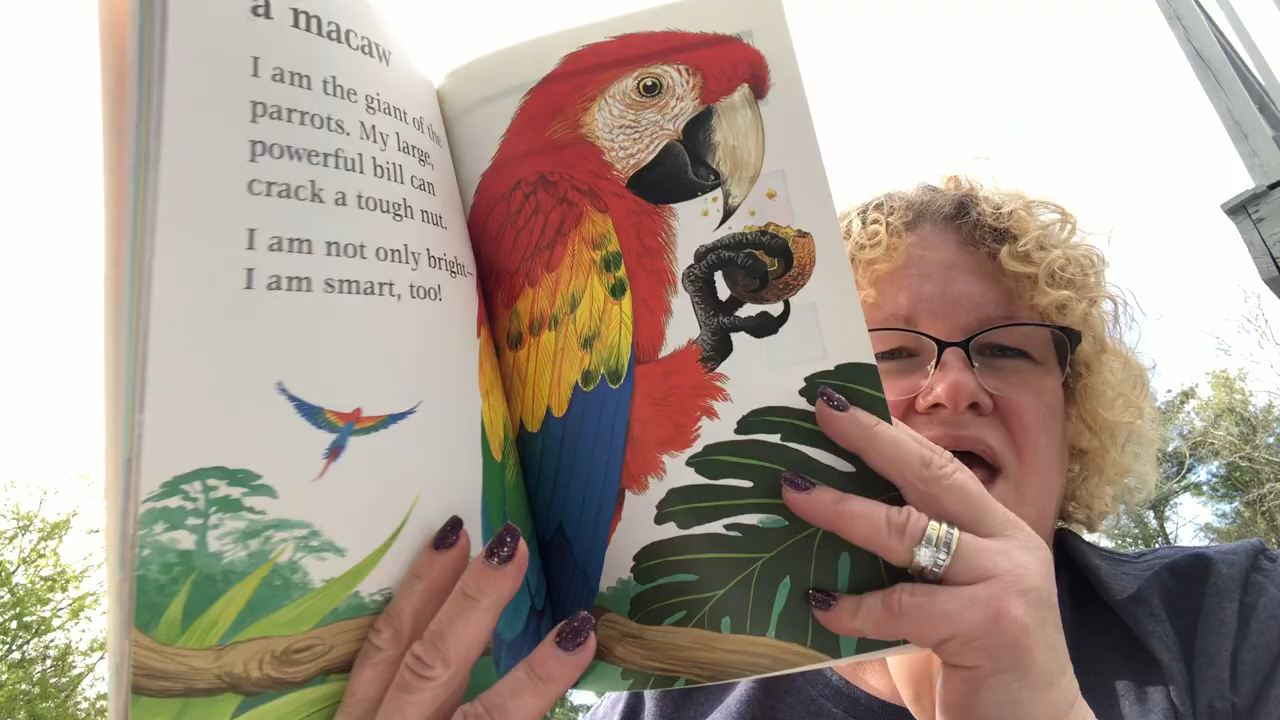 a macaw
I am the giant of the
parrots. My large,
powerful bill can
crack a tough nut.
I am not only bright–
I am smart, too!